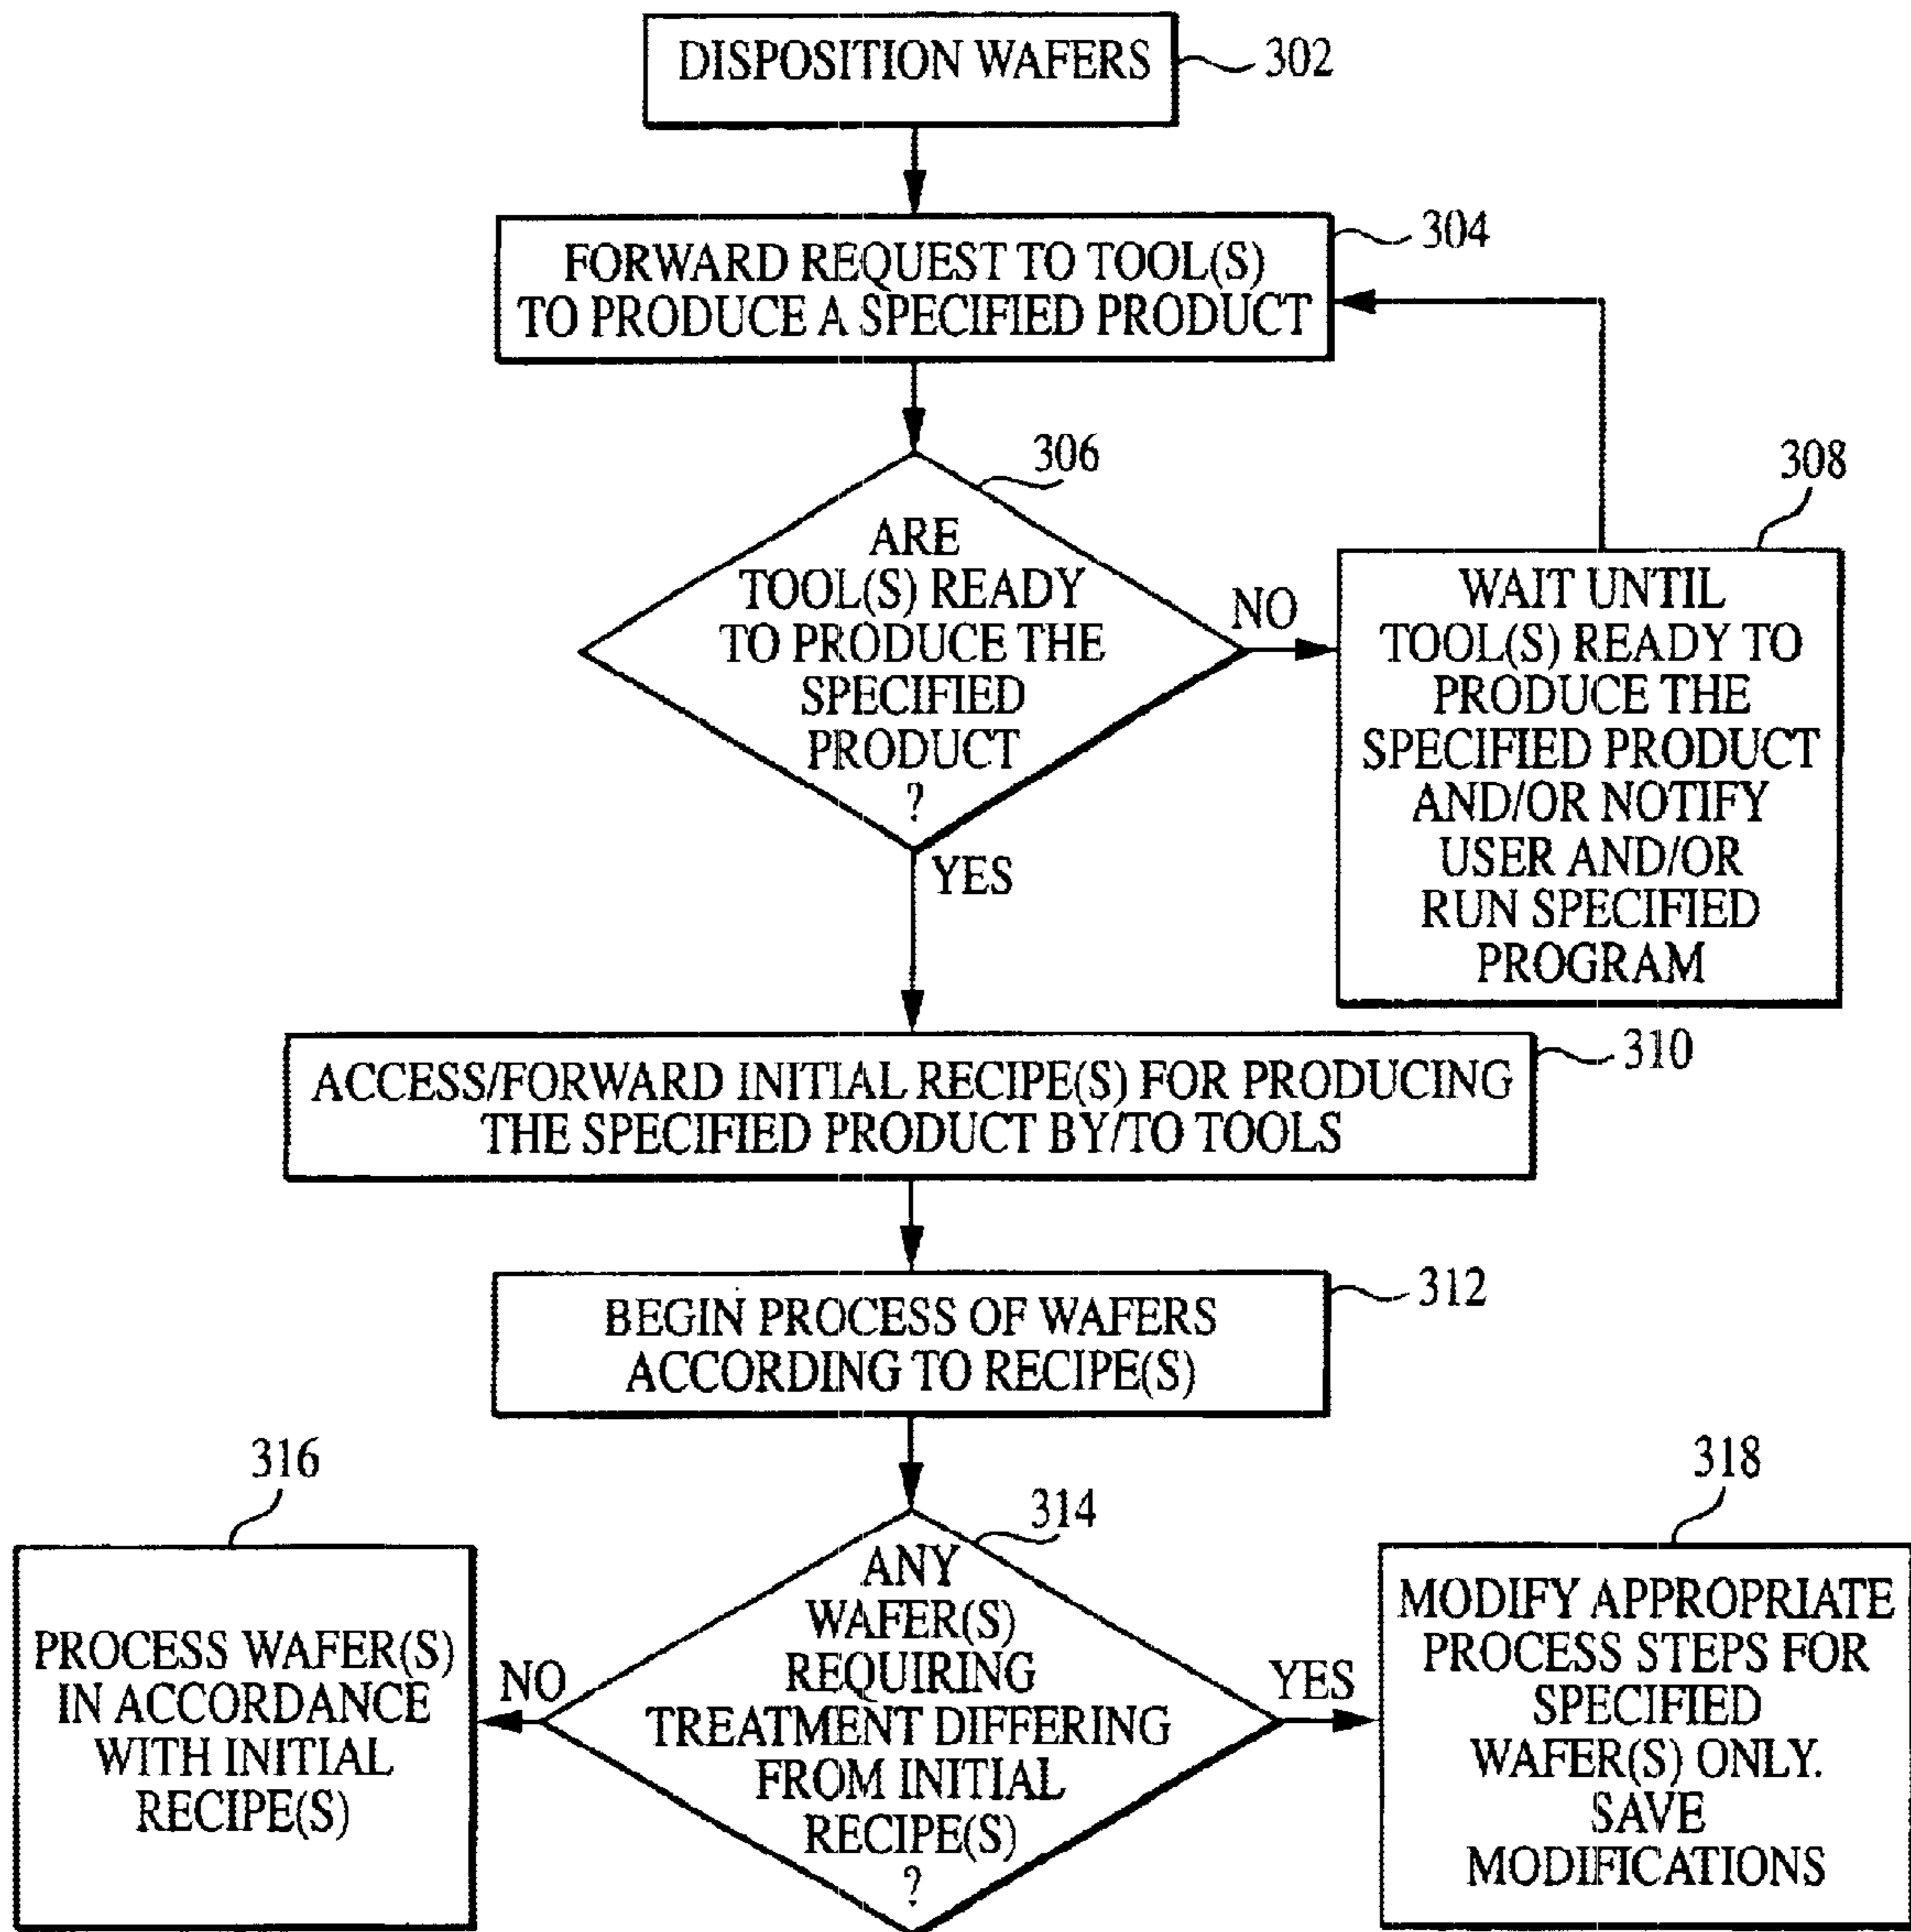 DISPOSITION WAFERS
302
FORWARD REQUEST TO TOOL(S)
TO PRODUCE A SPECIFIED PRODUCT
304
306
ARE
TOOL(S) READY
TO PRODUCE THE
SPECIFIED
PRODUCT
?
NO
YES
308
WAIT UNTIL
TOOL(S) READY TO
PRODUCE THE
SPECIFIED PRODUCT
AND/OR NOTIFY
USER AND/OR
RUN SPECIFIED
PROGRAM
ACCESS/FORWARD INITIAL RECIPE(S) FOR PRODUCING
THE SPECIFIED PRODUCT BY/TO TOOLS
310
BEGIN PROCESS OF WAFERS
ACCORDING TO RECIPE(S)
312
314
ANY
WAFER(S)
REQUIRING
TREATMENT DIFFERING
FROM INITIAL
RECIPE(S)
?
NO
YES
316
PROCESS WAFER(S)
IN ACCORDANCE
WITH INITIAL
RECIPE(S)
318
MODIFY APPROPRIATE
PROCESS STEPS FOR
SPECIFIED
WAFER(S) ONLY.
SAVE
MODIFICATIONS